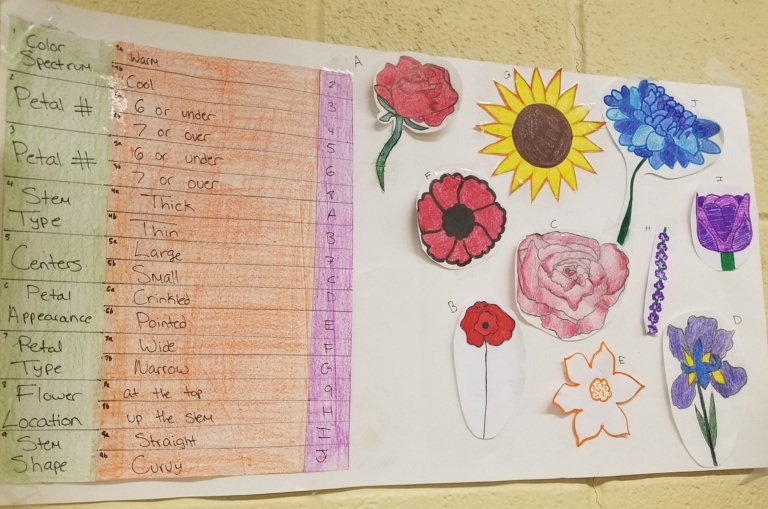 1 Color 1a Warm 2
Spectrum 1b Cool 3
2 Petal # 2a 6 or under 4
2b 7 or over 5
3 Petal # 3a 6 or under 6
3b 7 or over 8
4 Stem 4a Thick A
Type 4b Thin B
5 Centers 5a Large 7
5b Small C
6 Petal 6a Crinkled D
Appearance 6b Pointed E
7 Petal 7a Wide F
Type 7b Narrow G
8 Flower 8a at the top 9
Location 8b up the stem H
9 Stem 9a Straight I
Shape 9b Curvy J
A
G
J
F
I
C
H
B
E
D